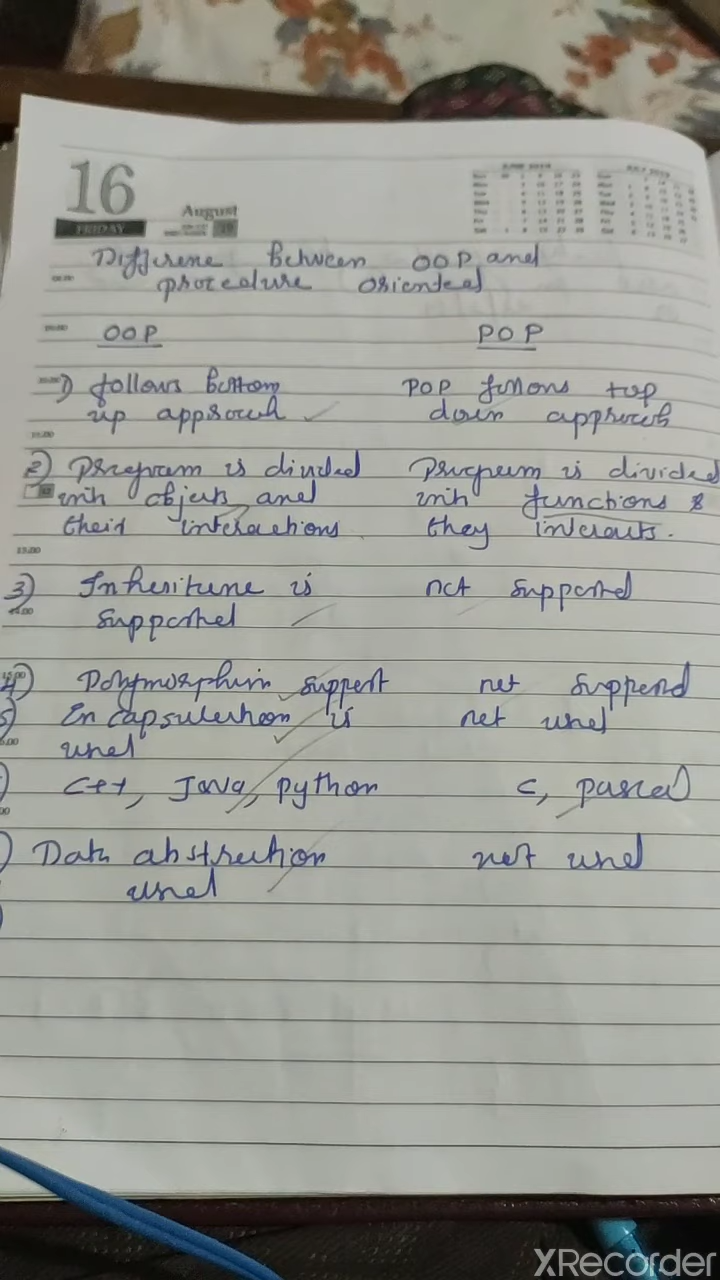 16
August
FRIDAY
Difference between OOP and
procedure oriented
OOP POP
1) follows bottom POP follows top
up approach down approach
2) Program is divided Program is divided
with objects and with functions &
their interactions they interacts.
3) Inheritance is not supported
supported
4) Polymorphism support not support
5) Encapsulation is not used
used
C++, Java, python C, pascal
Data abstraction not used
used
XRecorder